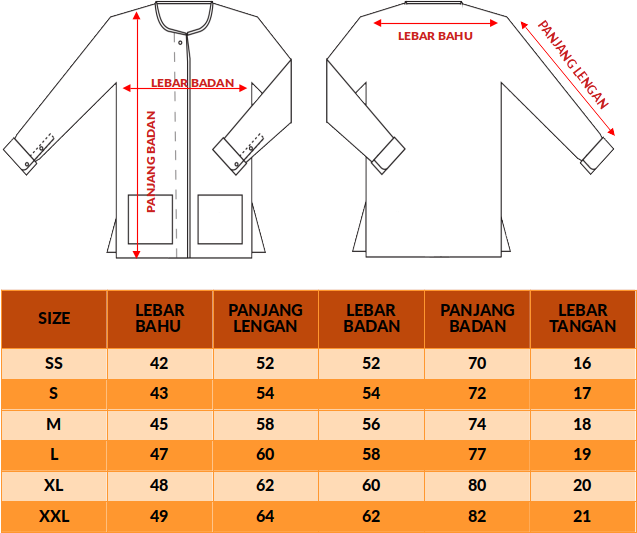 LEBAR BAHU
PANJANG LENGAN
LEBAR BADAN
PANJANG BADAN
SIZE LEBAR BAHU PANJANG LENGAN LEBAR BADAN PANJANG BADAN LEBAR TANGAN
SS 42 52 52 70 16
S 43 54 54 72 17
M 45 58 56 74 18
L 47 60 58 77 19
XL 48 62 60 80 20
XXL 49 64 62 82 21